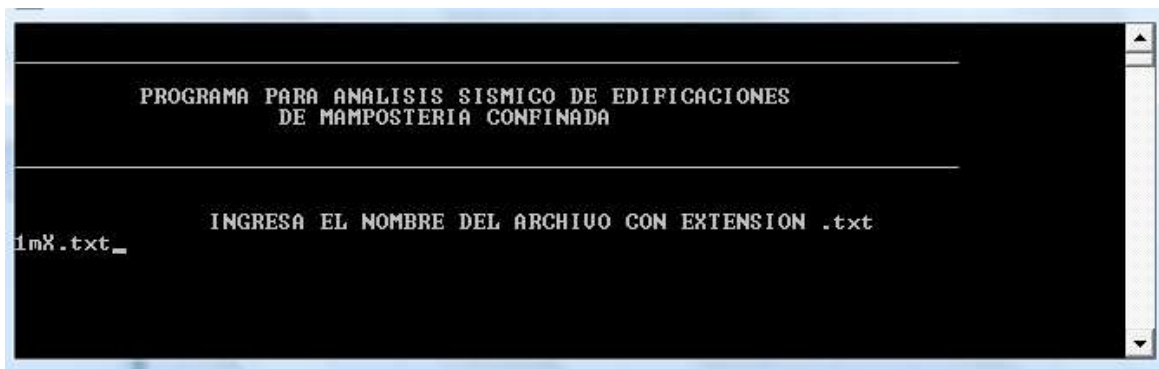 PROGRAMA PARA ANALISIS SISMICO DE EDIFICACIONES
DE MAMPOSTERIA CONFINADA
INGRESA EL NOMBRE DEL ARCHIVO CON EXTENSION .txt
1mX.txt_